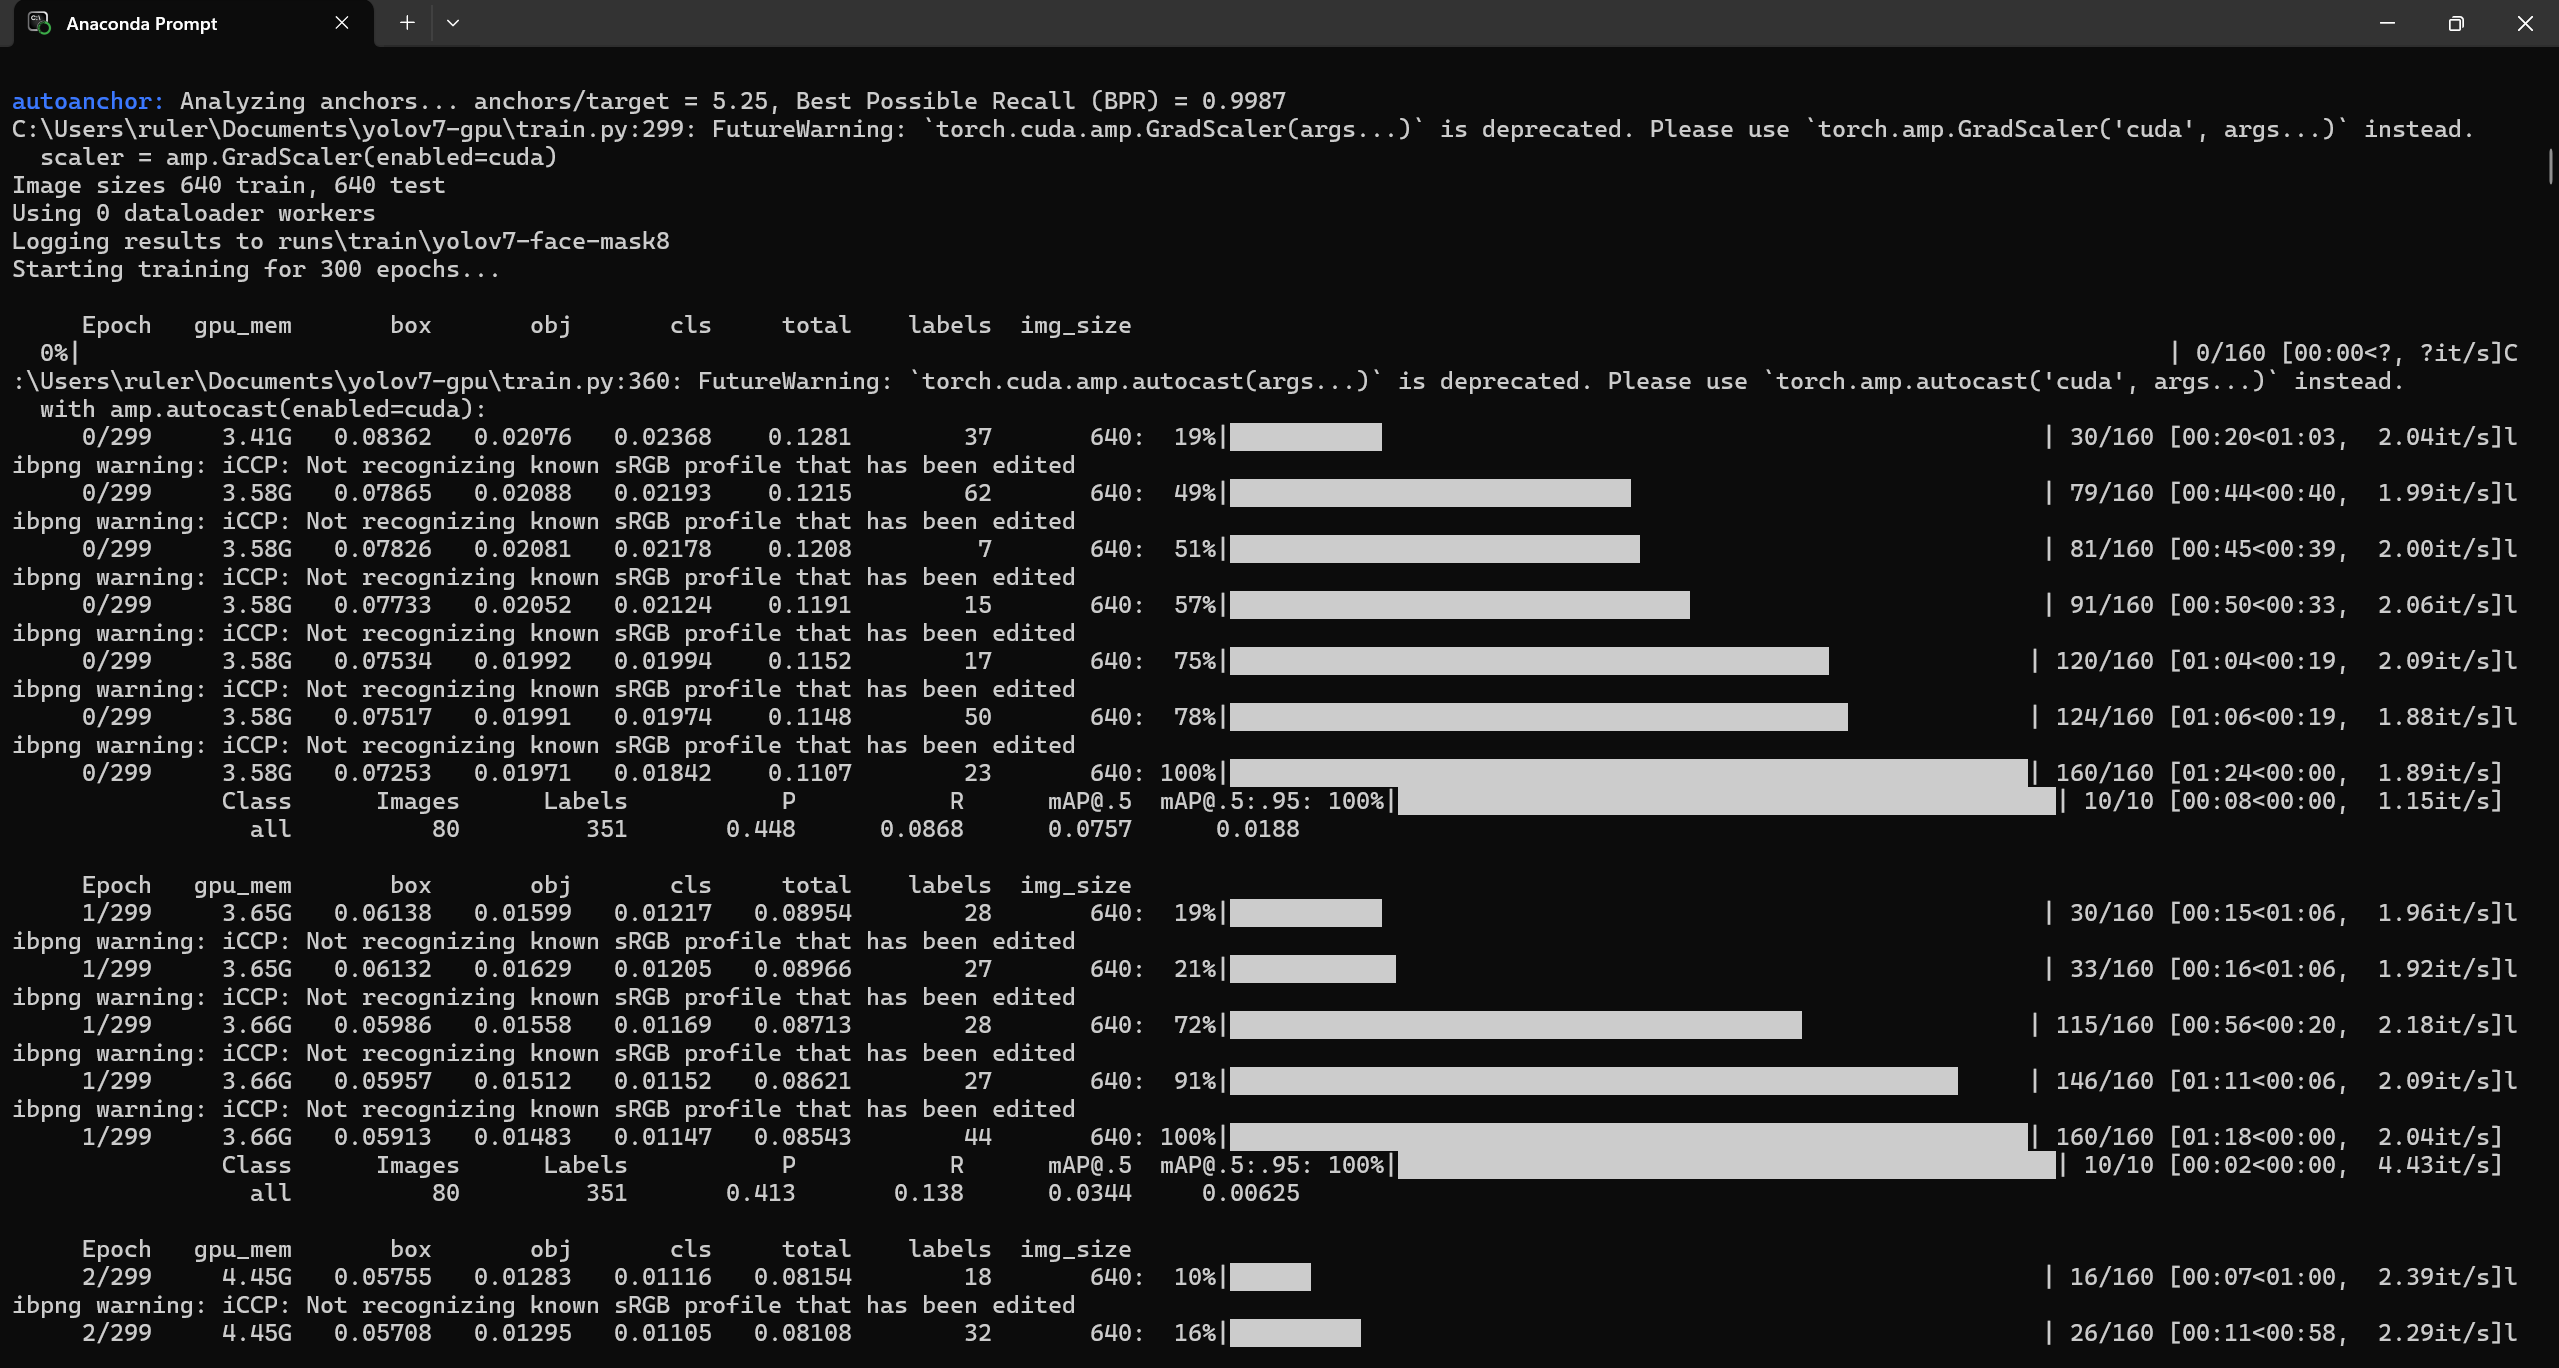 Anaconda Prompt
autoanchor: Analyzing anchors... anchors/target = 5.25, Best Possible Recall (BPR) = 0.9987
C:\Users\ruler\Documents\yolov7-gpu\train.py:299: FutureWarning: `torch.cuda.amp.GradScaler(args...)` is deprecated. Please use `torch.amp.GradScaler('cuda', args...)` instead.
scaler = amp.GradScaler(enabled=cuda)
Image sizes 640 train, 640 test
Using 0 dataloader workers
Logging results to runs\train\yolov7-face-mask8
Starting training for 300 epochs...
Epoch gpu_mem box obj cls total labels img_size
0%| | 0/160 [00:00<?, ?it/s]C
:\Users\ruler\Documents\yolov7-gpu\train.py:360: FutureWarning: `torch.cuda.amp.autocast(args...)` is deprecated. Please use `torch.amp.autocast('cuda', args...)` instead.
with amp.autocast(enabled=cuda):
0/299 3.41G 0.08362 0.02076 0.02368 0.1281 37 640: 19%| | 30/160 [00:20<01:03, 2.04it/s]l
ibpng warning: iCCP: Not recognizing known sRGB profile that has been edited
0/299 3.58G 0.07865 0.02088 0.02193 0.1215 62 640: 49%| | 79/160 [00:44<00:40, 1.99it/s]l
ibpng warning: iCCP: Not recognizing known sRGB profile that has been edited
0/299 3.58G 0.07826 0.02081 0.02178 0.1208 7 640: 51%| | 81/160 [00:45<00:39, 2.00it/s]l
ibpng warning: iCCP: Not recognizing known sRGB profile that has been edited
0/299 3.58G 0.07733 0.02052 0.02124 0.1191 15 640: 57%| | 91/160 [00:50<00:33, 2.06it/s]l
ibpng warning: iCCP: Not recognizing known sRGB profile that has been edited
0/299 3.58G 0.07534 0.01992 0.01994 0.1152 17 640: 75%| | 120/160 [01:04<00:19, 2.09it/s]l
ibpng warning: iCCP: Not recognizing known sRGB profile that has been edited
0/299 3.58G 0.07517 0.01991 0.01974 0.1148 50 640: 78%| | 124/160 [01:06<00:19, 1.88it/s]l
ibpng warning: iCCP: Not recognizing known sRGB profile that has been edited
0/299 3.58G 0.07253 0.01971 0.01842 0.1107 23 640: 100%| | 160/160 [01:24<00:00, 1.89it/s]
Class Images Labels P R mAP@.5 mAP@.5:.95: 100%| | 10/10 [00:08<00:00, 1.15it/s]
all 80 351 0.448 0.0868 0.0757 0.0188
Epoch gpu_mem box obj cls total labels img_size
1/299 3.65G 0.06138 0.01599 0.01217 0.08954 28 640: 19%| | 30/160 [00:15<01:06, 1.96it/s]l
ibpng warning: iCCP: Not recognizing known sRGB profile that has been edited
1/299 3.65G 0.06132 0.01629 0.01205 0.08966 27 640: 21%| | 33/160 [00:16<01:06, 1.92it/s]l
ibpng warning: iCCP: Not recognizing known sRGB profile that has been edited
1/299 3.66G 0.05986 0.01558 0.01169 0.08713 28 640: 72%| | 115/160 [00:56<00:20, 2.18it/s]l
ibpng warning: iCCP: Not recognizing known sRGB profile that has been edited
1/299 3.66G 0.05957 0.01512 0.01152 0.08621 27 640: 91%| | 146/160 [01:11<00:06, 2.09it/s]l
ibpng warning: iCCP: Not recognizing known sRGB profile that has been edited
1/299 3.66G 0.05913 0.01483 0.01147 0.08543 44 640: 100%| | 160/160 [01:18<00:00, 2.04it/s]
Class Images Labels P R mAP@.5 mAP@.5:.95: 100%| | 10/10 [00:02<00:00, 4.43it/s]
all 80 351 0.413 0.138 0.0344 0.00625
Epoch gpu_mem box obj cls total labels img_size
2/299 4.45G 0.05755 0.01283 0.01116 0.08154 18 640: 10%| | 16/160 [00:07<01:00, 2.39it/s]l
ibpng warning: iCCP: Not recognizing known sRGB profile that has been edited
2/299 4.45G 0.05708 0.01295 0.01105 0.08108 32 640: 16%| | 26/160 [00:11<00:58, 2.29it/s]l